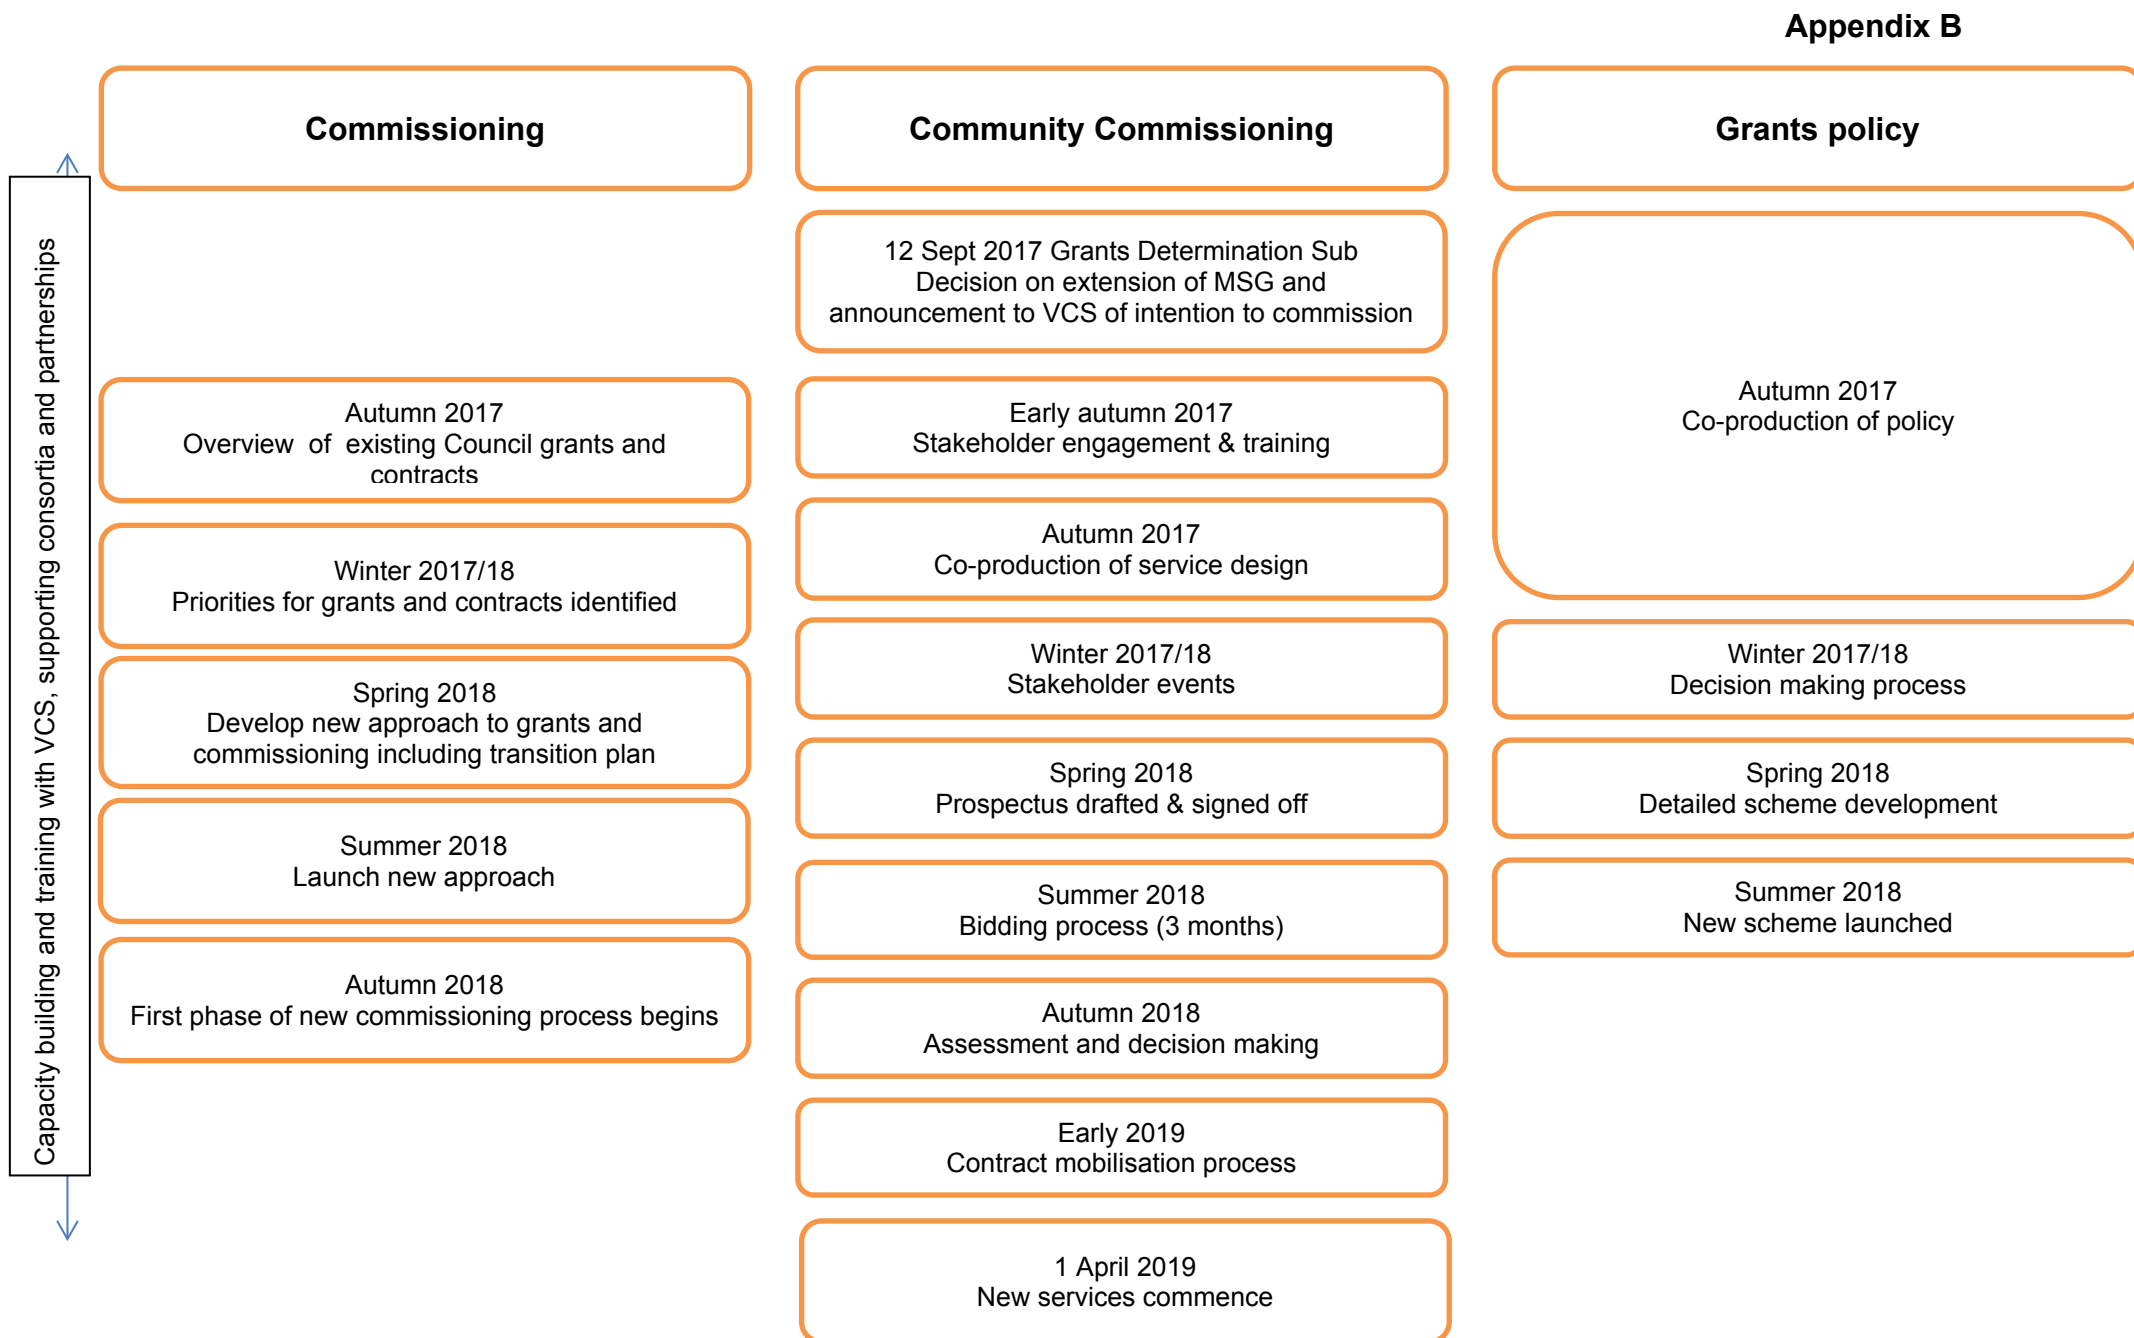 Appendix B
Commissioning
Community Commissioning
Grants policy
Capacity building and training with VCS, supporting consortia and partnerships
Autumn 2017
Overview of existing Council grants and
contracts
Winter 2017/18
Priorities for grants and contracts identified
Spring 2018
Develop new approach to grants and
commissioning including transition plan
Summer 2018
Launch new approach
Autumn 2018
First phase of new commissioning process begins
12 Sept 2017 Grants Determination Sub
Decision on extension of MSG and
announcement to VCS of intention to commission
Early autumn 2017
Stakeholder engagement & training
Autumn 2017
Co-production of service design
Winter 2017/18
Stakeholder events
Spring 2018
Prospectus drafted & signed off
Summer 2018
Bidding process (3 months)
Autumn 2018
Assessment and decision making
Early 2019
Contract mobilisation process
1 April 2019
New services commence
Autumn 2017
Co-production of policy
Winter 2017/18
Decision making process
Spring 2018
Detailed scheme development
Summer 2018
New scheme launched